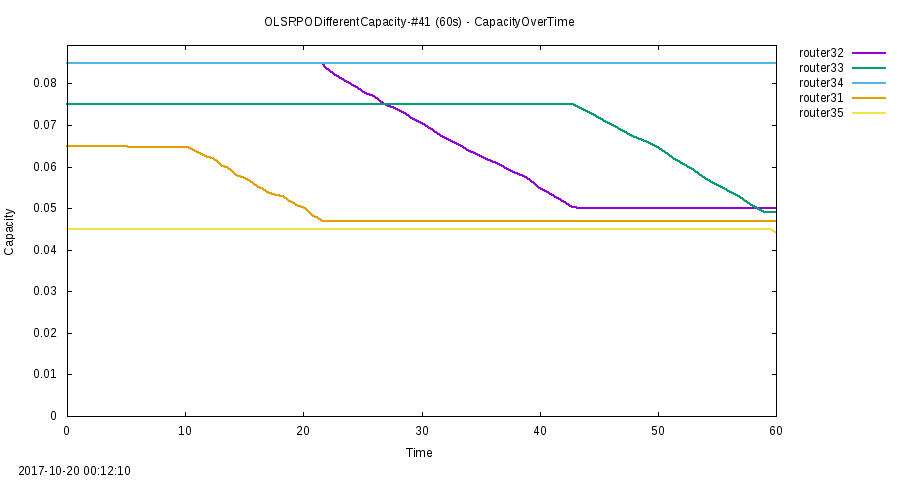 OLSRPODifferentCapacity-#41 (60s) - CapacityOverTime
router32
router33
router34
router31
router35
0.08
0.07
0.06
0.05
0.04
0.03
0.02
0.01
0
Capacity
0 10 20 30 40 50 60
Time
2017-10-20 00:12:10